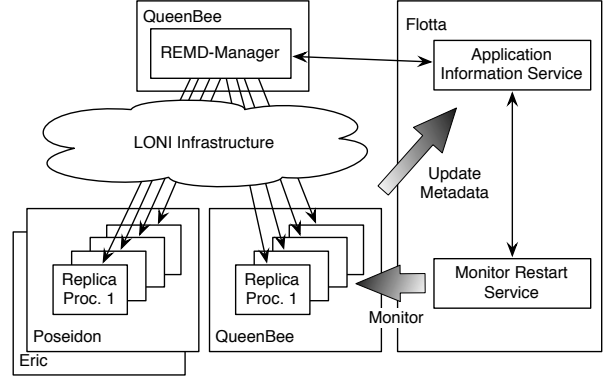 QueenBee
REMD-Manager
Flotta
Application
Information Service
LONI Infrastructure
Update
Metadata
Replica
Proc. 1
Poseidon
Eric
Replica
Proc. 1
QueenBee
Monitor
Monitor Restart
Service